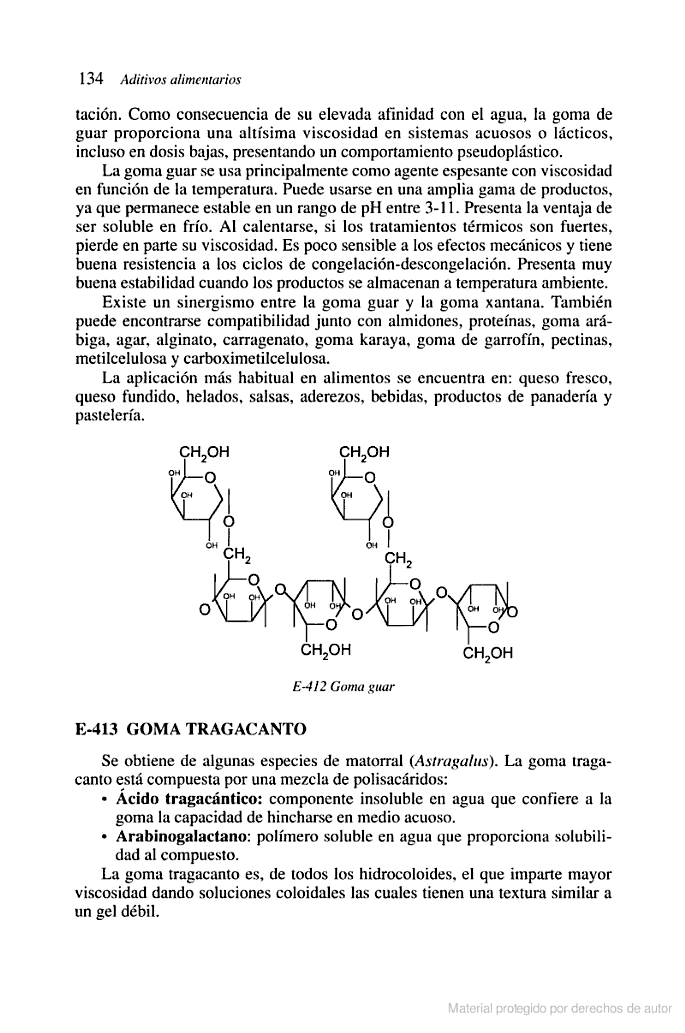 134 Aditivos alimentarios
tación. Como consecuencia de su elevada afinidad con el agua, la goma de
guar proporciona una altísima viscosidad en sistemas acuosos o lácticos,
incluso en dosis bajas, presentando un comportamiento pseudoplástico.
La goma guar se usa principalmente como agente espesante con viscosidad
en función de la temperatura. Puede usarse en una amplia gama de productos,
ya que permanece estable en un rango de pH entre 3-11. Presenta la ventaja de
ser soluble en frío. Al calentarse, si los tratamientos térmicos son fuertes,
pierde en parte su viscosidad. Es poco sensible a los efectos mecánicos y tiene
buena resistencia a los ciclos de congelación-descongelación. Presenta muy
buena estabilidad cuando los productos se almacenan a temperatura ambiente.
Existe un sinergismo entre la goma guar y la goma xantana. También
puede encontrarse compatibilidad junto con almidones, proteínas, goma ará-
biga, agar, alginato, carragenato, goma karaya, goma de garrofín, pectinas,
metilcelulosa y carboximetilcelulosa.
La aplicación más habitual en alimentos se encuentra en: queso fresco,
queso fundido, helados, salsas, aderezos, bebidas, productos de panadería y
pastelería.
CH2OH CH2OH
OH O OH O
OH OH
O O
OH OH
CH2 CH2
O O O O
OH OH OH OH OH OH OH OH
O O O
O O
CH2OH CH2OH
E-412 Goma guar
E-413 GOMA TRAGACANTO
Se obtiene de algunas especies de matorral (Astragalus). La goma traga-
canto está compuesta por una mezcla de polisacáridos:
• Ácido tragacántico: componente insoluble en agua que confiere a la
goma la capacidad de hincharse en medio acuoso.
• Arabinogalactano: polímero soluble en agua que proporciona solubili-
dad al compuesto.
La goma tragacanto es, de todos los hidrocoloides, el que imparte mayor
viscosidad dando soluciones coloidales las cuales tienen una textura similar a
un gel débil.
Material protegido por derechos de autor